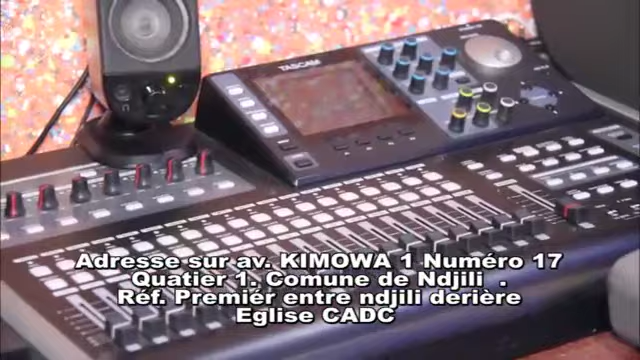 TASCAM
Adresse sur av. KIMOWA 1 Numéro 17
Quatier 1. Comune de Ndjili .
Réf. Premiér entre ndjili derière
Eglise CADC